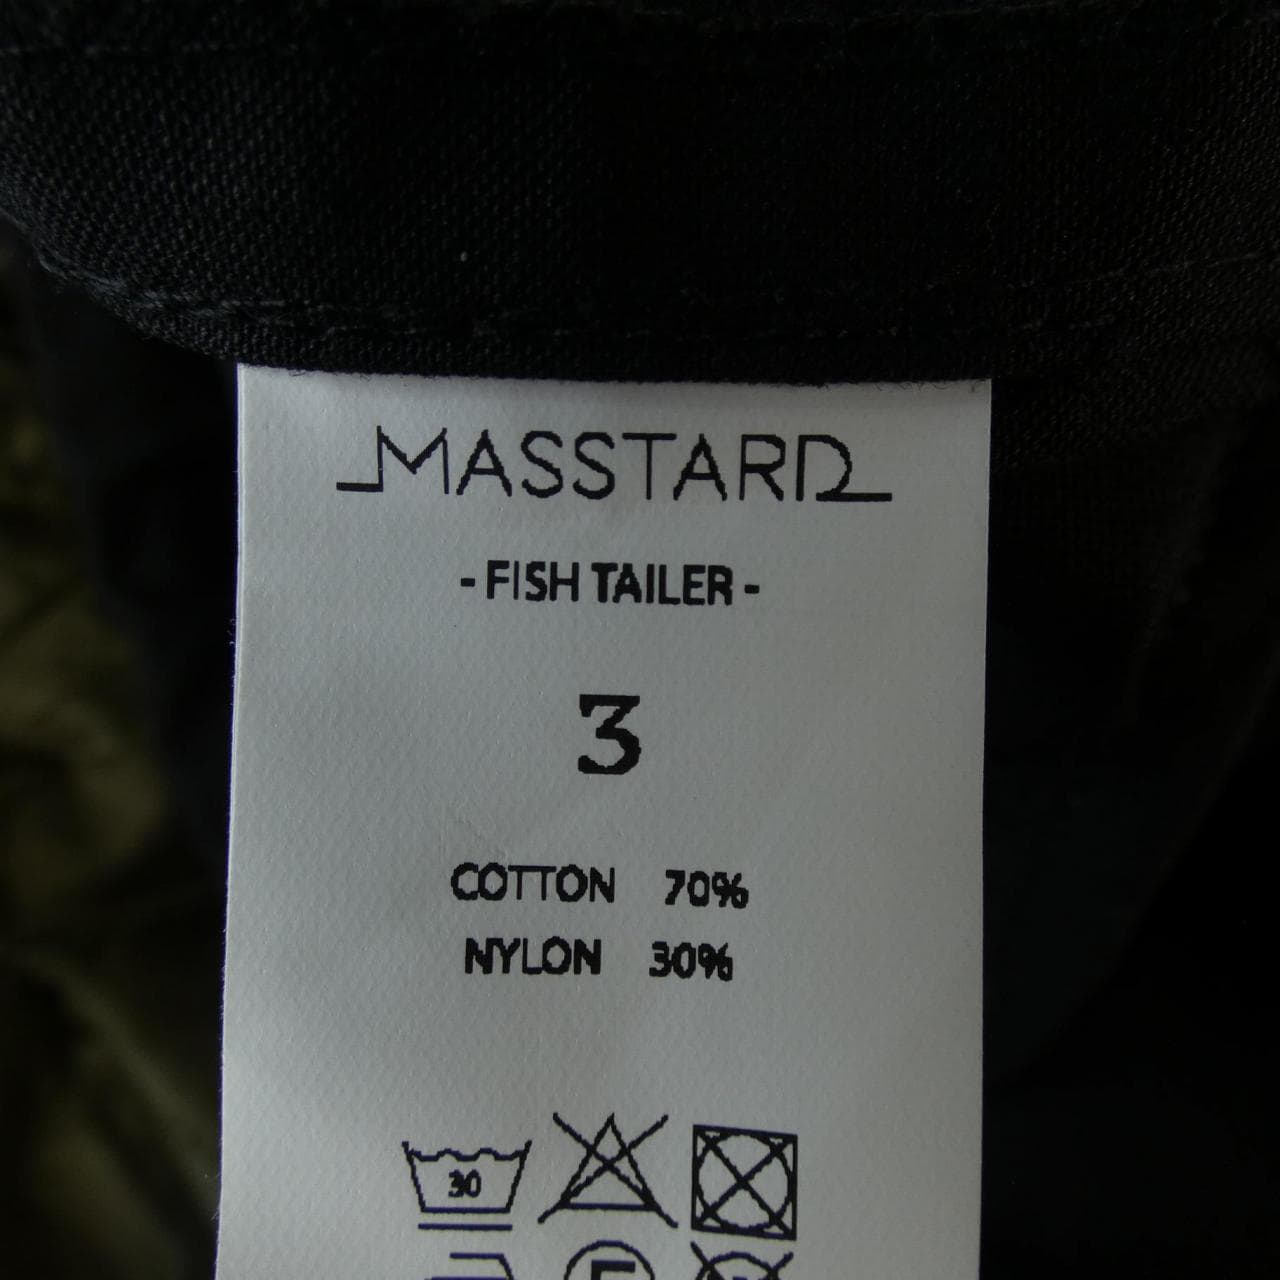 MASSTARD
- FISH TAILER -
3
COTTON 70%
NYLON 30%
30